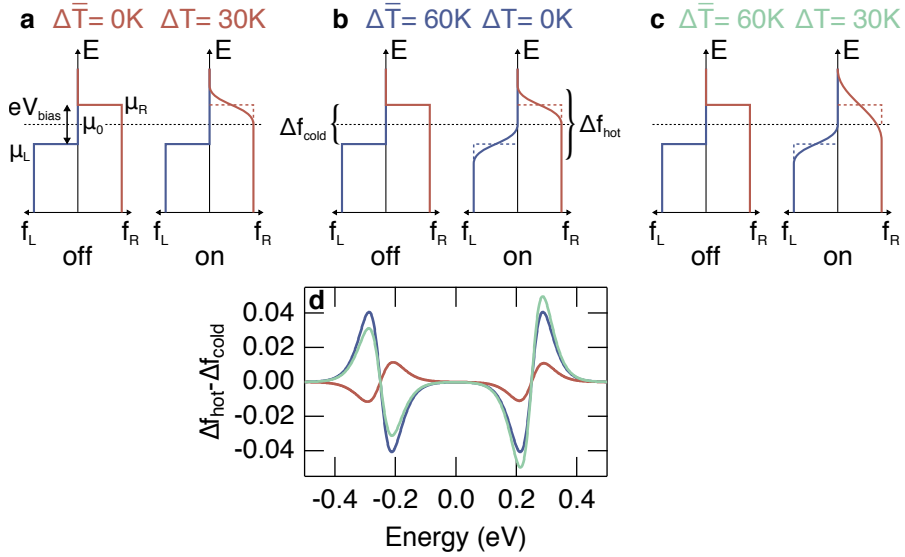 a ΔT̅= 0K ΔT = 30K
b ΔT̅= 60K ΔT= 0K
c ΔT̅= 60K ΔT= 30K
E
E
E
E
E
E
eV_bias
μ_R
μ_0
μ_L
Δf_cold
Δf_hot
f_L f_R
f_L f_R
f_L f_R
f_L f_R
f_L f_R
f_L f_R
off
on
off
on
off
on
d
Δf_hot-Δf_cold
0.04
0.02
0.00
-0.02
-0.04
-0.4 -0.2 0.0 0.2 0.4
Energy (eV)